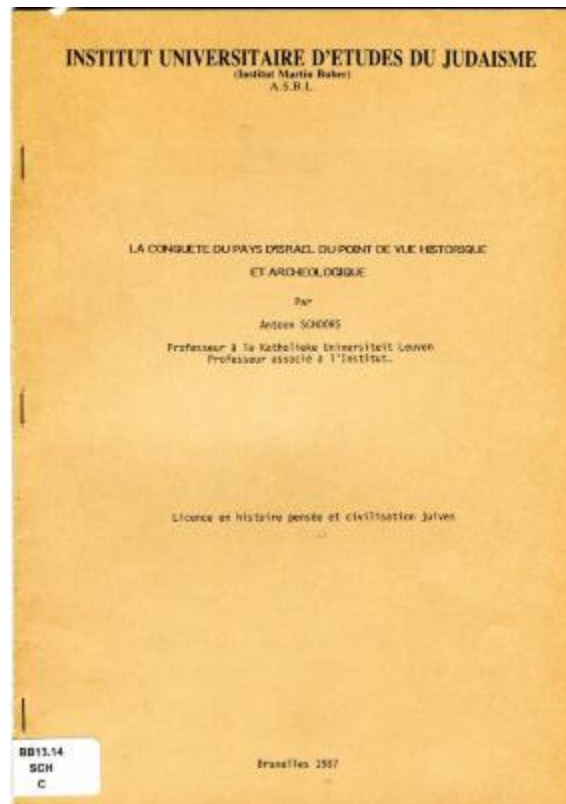 INSTITUT UNIVERSITAIRE D'ETUDES DU JUDAISME
(Institut Martin Buber)
A.S.B.L.
LA CONQUETE DU PAYS D'ISRAEL DU POINT DE VUE HISTORIQUE
ET ARCHEOLOGIQUE
Par
Antoon SCHOORS
Professeur à la Katholieke Universiteit Leuven
Professeur associé à l'Institut.
Licence en histoire pensée et civilisation juives
BB13.14
SCH
C
Bruxelles 1987